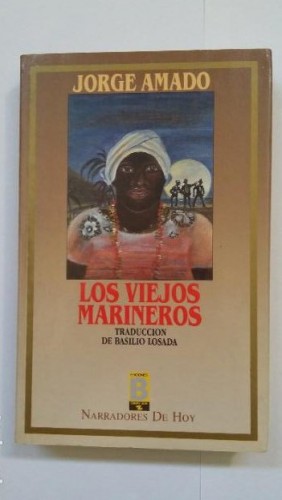 JORGE AMADO
LOS VIEJOS
MARINEROS
TRADUCCION
DE BASILIO LOSADA
B
NARRADORES DE HOY